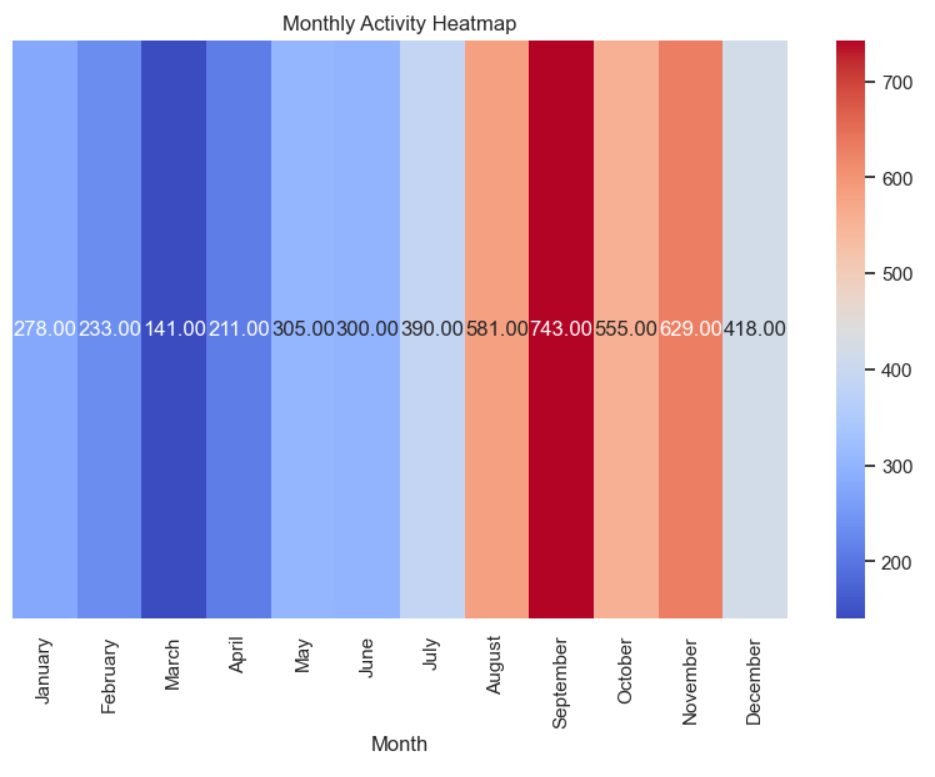 Monthly Activity Heatmap
700
600
500
400
300
200
278.00 233.00 141.00 211.00 305.00 300.00 390.00 581.00 743.00 555.00 629.00 418.00
January February March April May June July August September October November December
Month